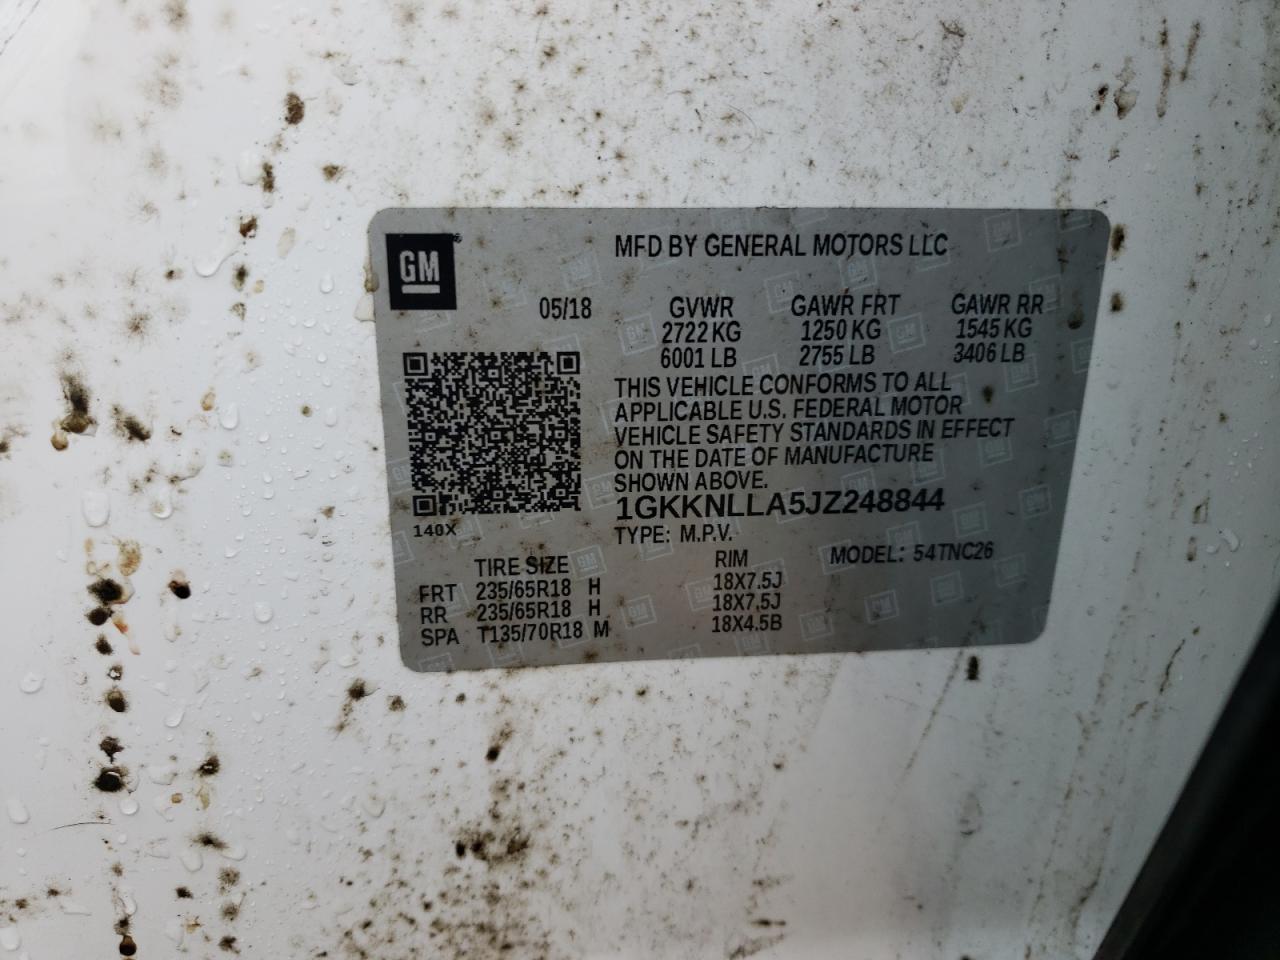 GM
MFD BY GENERAL MOTORS LLC
05/18 GVWR GAWR FRT GAWR RR
2722 KG 1250 KG 1545 KG
6001 LB 2755 LB 3406 LB
THIS VEHICLE CONFORMS TO ALL
APPLICABLE U.S. FEDERAL MOTOR
VEHICLE SAFETY STANDARDS IN EFFECT
ON THE DATE OF MANUFACTURE
SHOWN ABOVE.
1GKKNLLA5JZ248844
140X
TYPE: M.P.V.
MODEL: 54TNC26
TIRE SIZE RIM
FRT 235/65R18 H 18X7.5J
RR 235/65R18 H 18X7.5J
SPA T135/70R18 M 18X4.5B